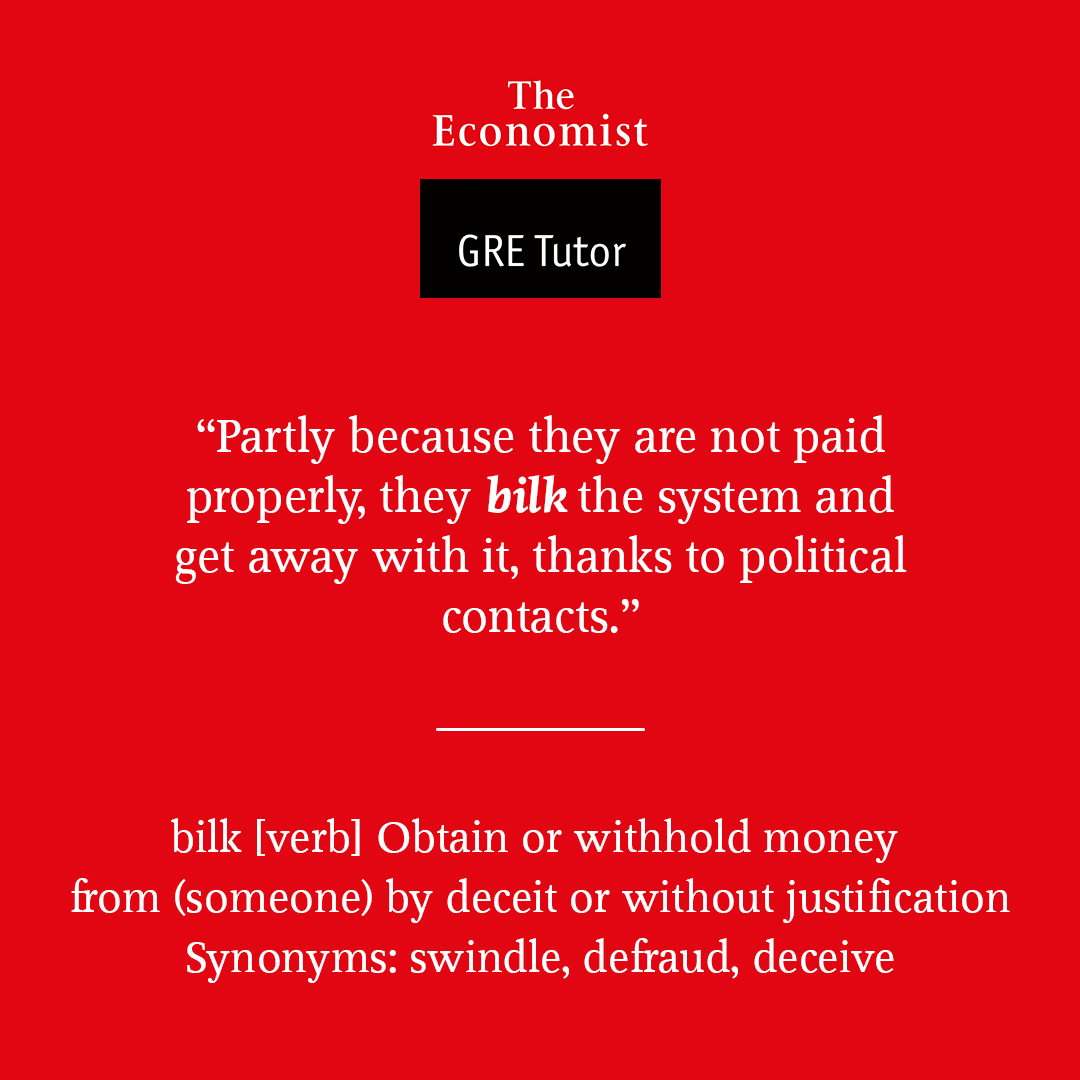 The
Economist
GRE Tutor
“Partly because they are not paid
properly, they bilk the system and
get away with it, thanks to political
contacts.”
bilk [verb] Obtain or withhold money
from (someone) by deceit or without justification
Synonyms: swindle, defraud, deceive